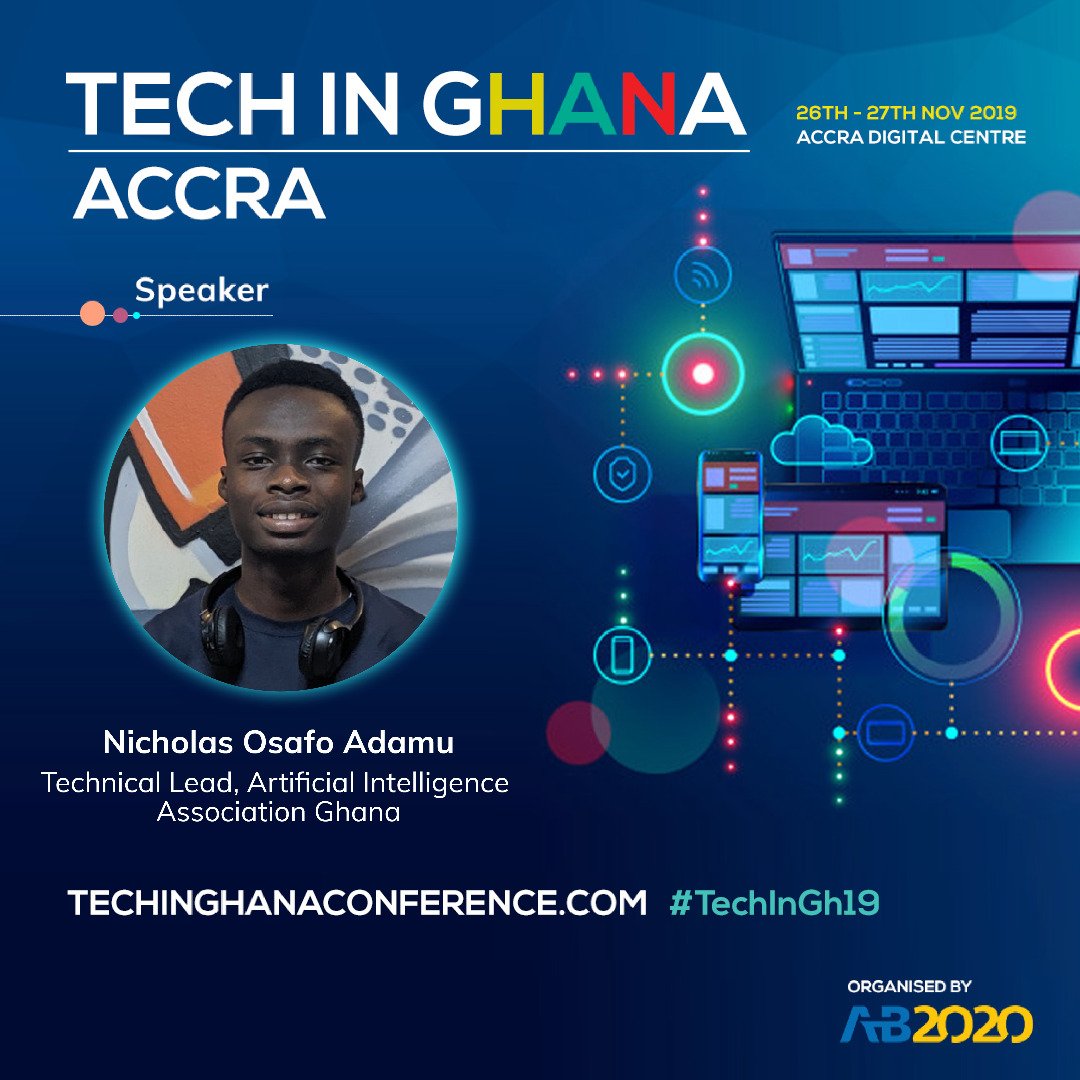 TECH IN GHANA
ACCRA
26TH - 27TH NOV 2019
ACCRA DIGITAL CENTRE
Speaker
Nicholas Osafo Adamu
Technical Lead, Artificial Intelligence
Association Ghana
TECHINGHANACONFERENCE.COM #TechInGh19
ORGANISED BY
AB2020